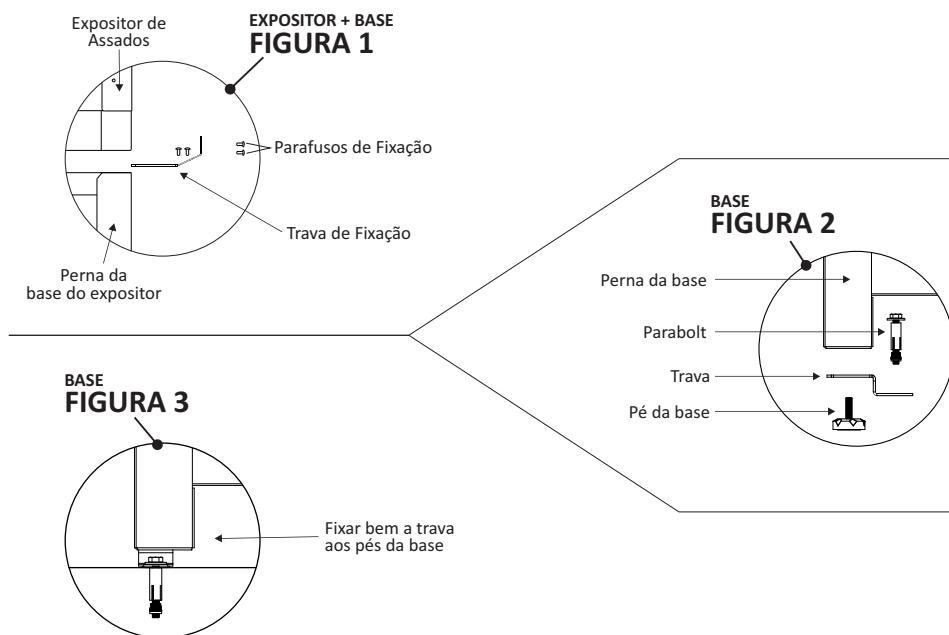 Expositor de
Assados
EXPOSITOR + BASE
FIGURA 1
Parafusos de Fixação
Trava de Fixação
Perna da
base do expositor
BASE
FIGURA 2
Perna da base
Parabolt
Trava
Pé da base
BASE
FIGURA 3
Fixar bem a trava
aos pés da base